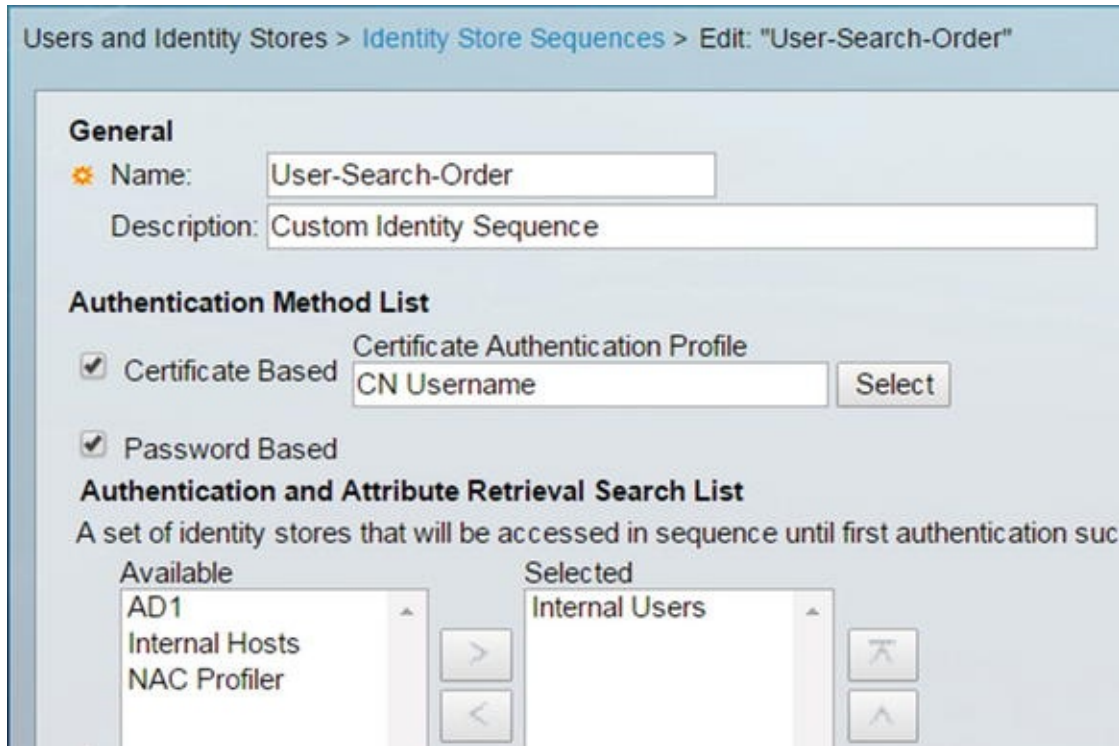 Users and Identity Stores > Identity Store Sequences > Edit: "User-Search-Order"
General
Name: User-Search-Order
Description: Custom Identity Sequence
Authentication Method List
Certificate Authentication Profile
Certificate Based CN Username Select
Password Based
Authentication and Attribute Retrieval Search List
A set of identity stores that will be accessed in sequence until first authentication suc
Available Selected
AD1 Internal Users
Internal Hosts
NAC Profiler